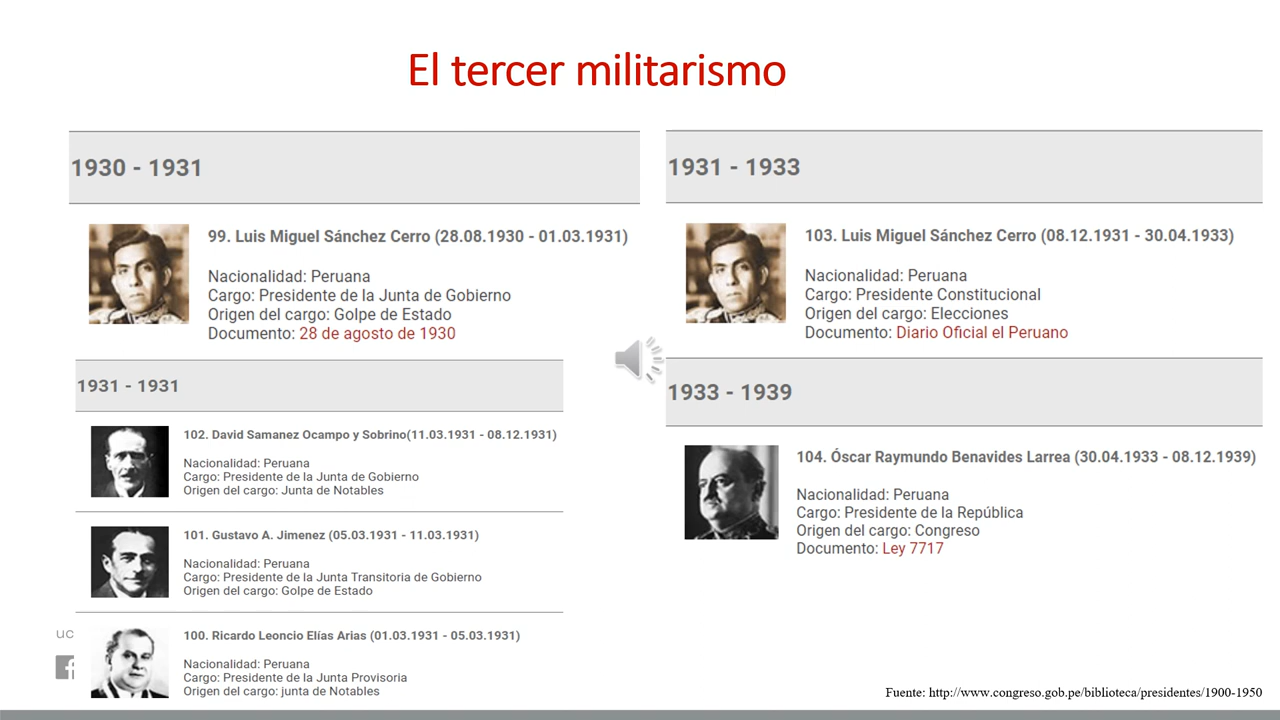 El tercer militarismo
1930 - 1931
99. Luis Miguel Sánchez Cerro (28.08.1930 - 01.03.1931)
Nacionalidad: Peruana
Cargo: Presidente de la Junta de Gobierno
Origen del cargo: Golpe de Estado
Documento: 28 de agosto de 1930
1931 - 1931
102. David Samanez Ocampo y Sobrino(11.03.1931 - 08.12.1931)
Nacionalidad: Peruana
Cargo: Presidente de la Junta de Gobierno
Origen del cargo: Junta de Notables
101. Gustavo A. Jimenez (05.03.1931 - 11.03.1931)
Nacionalidad: Peruana
Cargo: Presidente de la Junta Transitoria de Gobierno
Origen del cargo: Golpe de Estado
uc
100. Ricardo Leoncio Elías Arias (01.03.1931 - 05.03.1931)
Nacionalidad: Peruana
Cargo: Presidente de la Junta Provisoria
Origen del cargo: junta de Notables
1931 - 1933
103. Luis Miguel Sánchez Cerro (08.12.1931 - 30.04.1933)
Nacionalidad: Peruana
Cargo: Presidente Constitucional
Origen del cargo: Elecciones
Documento: Diario Oficial el Peruano
1933 - 1939
104. Óscar Raymundo Benavides Larrea (30.04.1933 - 08.12.1939)
Nacionalidad: Peruana
Cargo: Presidente de la República
Origen del cargo: Congreso
Documento: Ley 7717
Fuente: http://www.congreso.gob.pe/biblioteca/presidentes/1900-1950